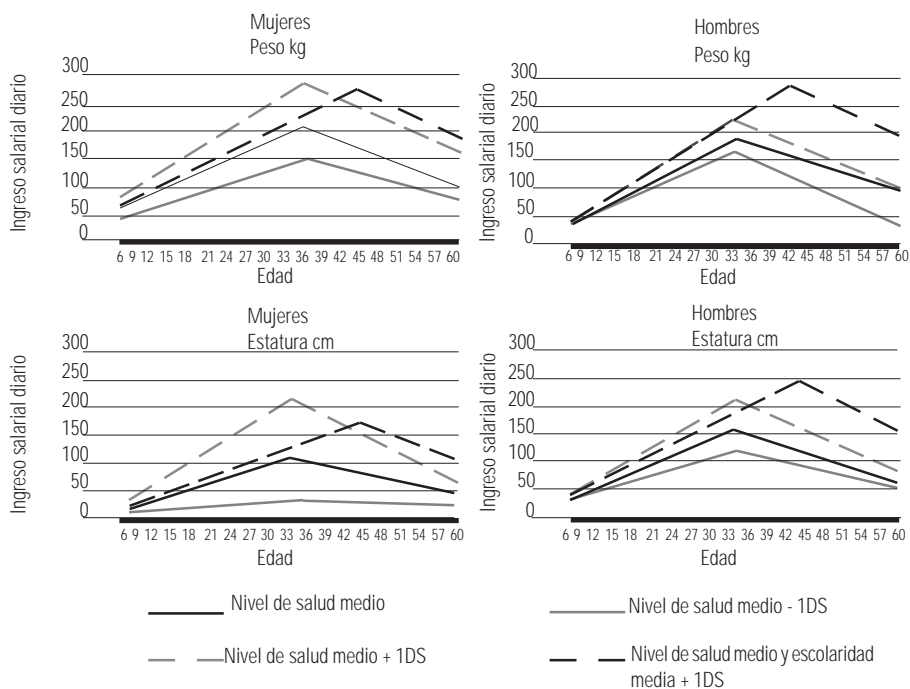 Mujeres
Peso kg
Ingreso salarial diario
300
250
200
150
100
50
0
6 9 12 15 18 21 24 27 30 33 36 39 42 45 48 51 54 57 60
Edad
Hombres
Peso kg
Ingreso salarial diario
300
250
200
150
100
50
0
6 9 12 15 18 21 24 27 30 33 36 39 42 45 48 51 54 57 60
Edad
Mujeres
Estatura cm
Ingreso salarial diario
300
250
200
150
100
50
0
6 9 12 15 18 21 24 27 30 33 36 39 42 45 48 51 54 57 60
Edad
Hombres
Estatura cm
Ingreso salarial diario
300
250
200
150
100
50
0
6 9 12 15 18 21 24 27 30 33 36 39 42 45 48 51 54 57 60
Edad
Nivel de salud medio
Nivel de salud medio - 1DS
Nivel de salud medio + 1DS
Nivel de salud medio y escolaridad
media + 1DS